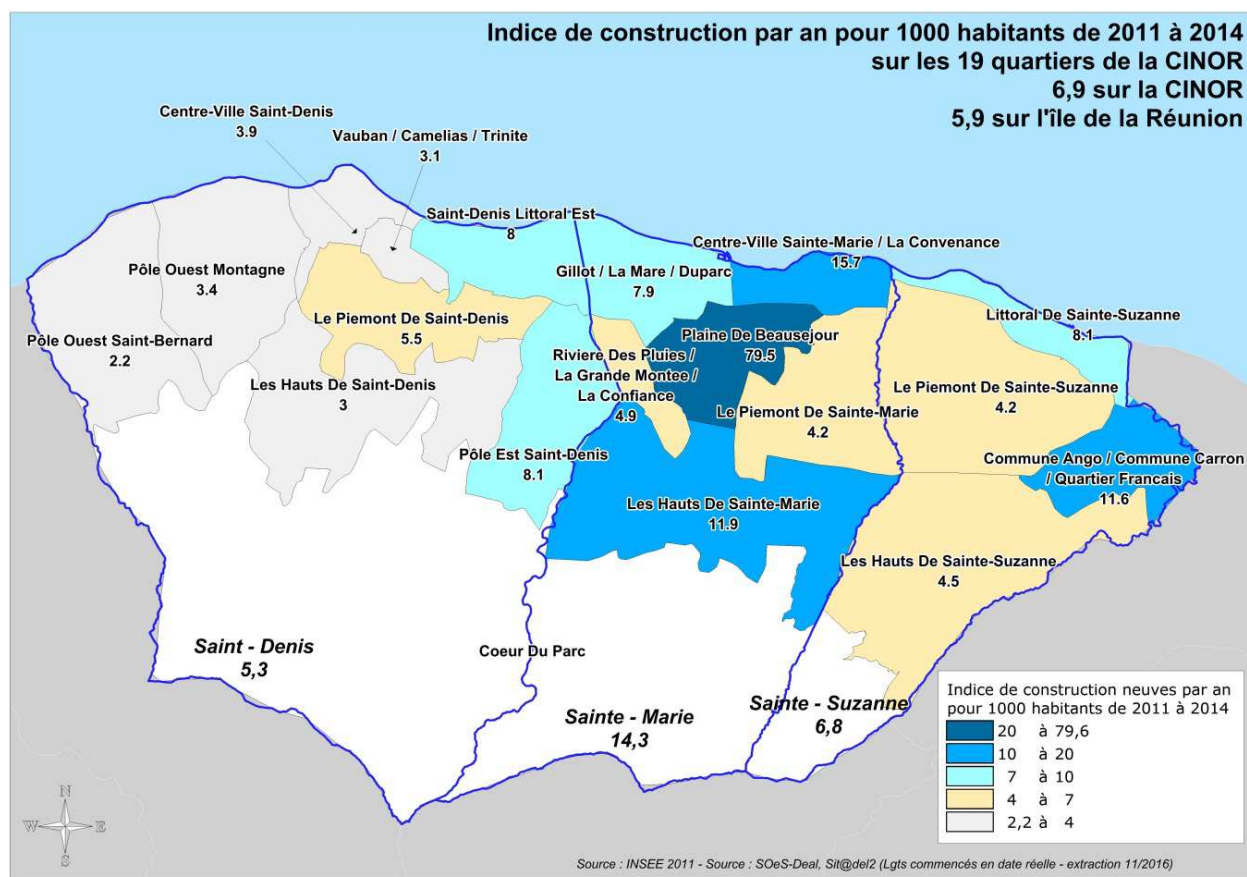 Indice de construction par an pour 1000 habitants de 2011 à 2014
sur les 19 quartiers de la CINOR
6,9 sur la CINOR
5,9 sur l'île de la Réunion
Centre-Ville Saint-Denis
3.9
Vauban / Camelias / Trinite
3.1
Saint-Denis Littoral Est
8
Centre-Ville Sainte-Marie / La Convenance
15.7
Pôle Ouest Montagne
3.4
Gillot / La Mare / Duparc
7.9
Littoral De Sainte-Suzanne
8.1
Le Piemont De Saint-Denis
5.5
Pôle Ouest Saint-Bernard
2.2
Plaine De Beausejour
79.5
Riviere Des Pluies /
La Grande Montee /
La Confiance
4.9
Les Hauts De Saint-Denis
3
Le Piemont De Sainte-Suzanne
4.2
Le Piemont De Sainte-Marie
4.2
Pôle Est Saint-Denis
8.1
Commune Ango / Commune Carron
/ Quartier Francais
11.6
Les Hauts De Sainte-Marie
11.9
Les Hauts De Sainte-Suzanne
4.5
Saint - Denis
5,3
Coeur Du Parc
Sainte - Marie
14,3
Sainte - Suzanne
6,8
Indice de construction neuves par an
pour 1000 habitants de 2011 à 2014
20 à 79,6
10 à 20
7 à 10
4 à 7
2,2 à 4
N
W E
S
Source : INSEE 2011 - Source : SOeS-Deal, Sit@del2 (Lgts commencés en date réelle - extraction 11/2016)